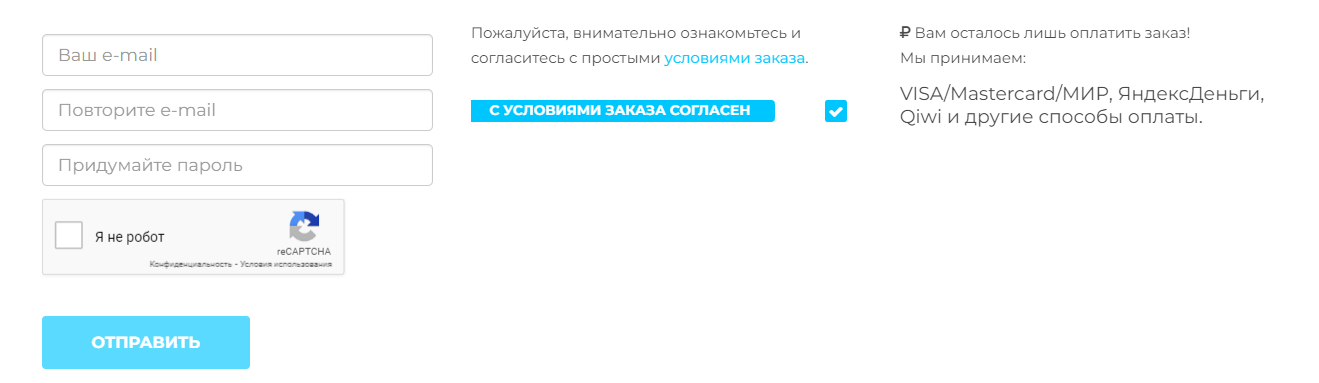 Ваш e-mail
Повторите e-mail
Придумайте пароль
Я не робот
reCAPTCHA
Конфиденциальность - Условия использования
ОТПРАВИТЬ
Пожалуйста, внимательно ознакомьтесь и
согласитесь с простыми условиями заказа.
С УСЛОВИЯМИ ЗАКАЗА СОГЛАСЕН
₽ Вам осталось лишь оплатить заказ!
Мы принимаем:
VISA/Mastercard/МИР, ЯндексДеньги,
Qiwi и другие способы оплаты.